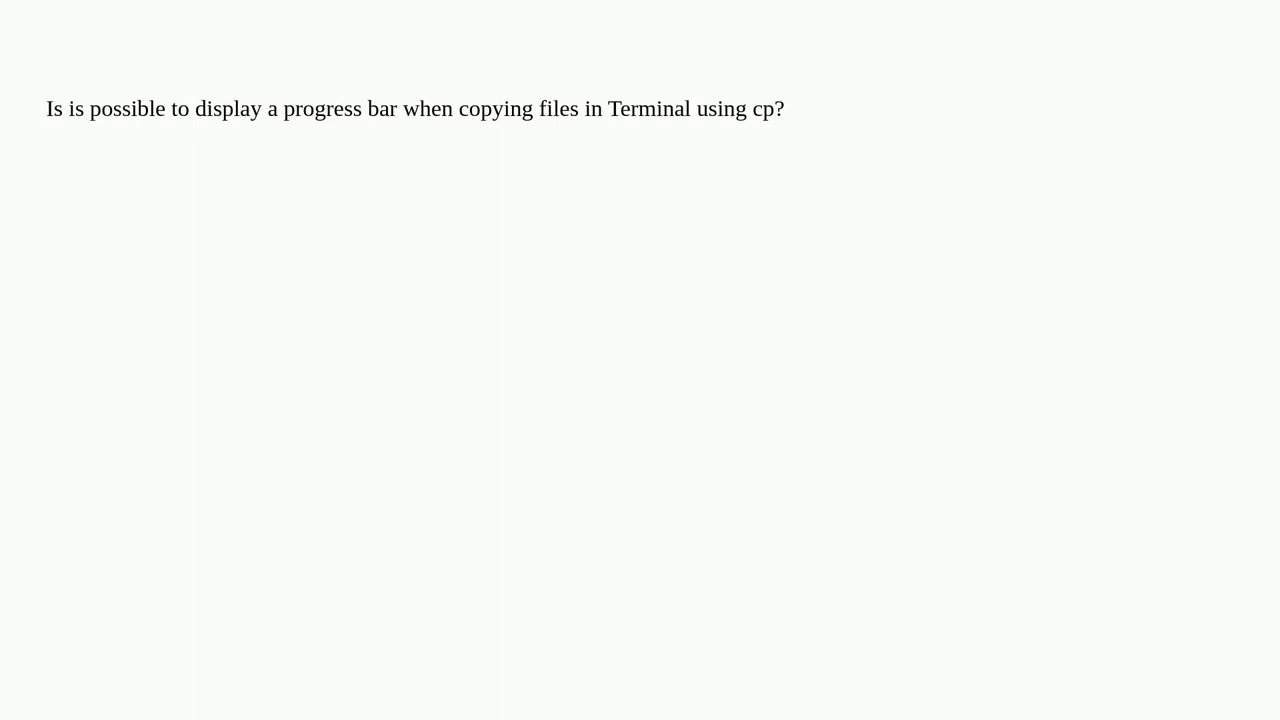 Is is possible to display a progress bar when copying files in Terminal using cp?